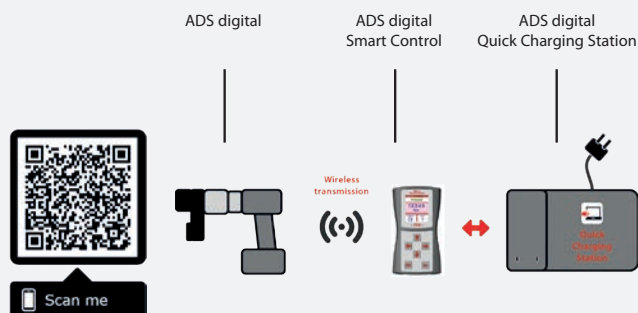 ADS digital
ADS digital
Smart Control
ADS digital
Quick Charging Station
Wireless
transmission
Quick
Charging
Station
Scan me